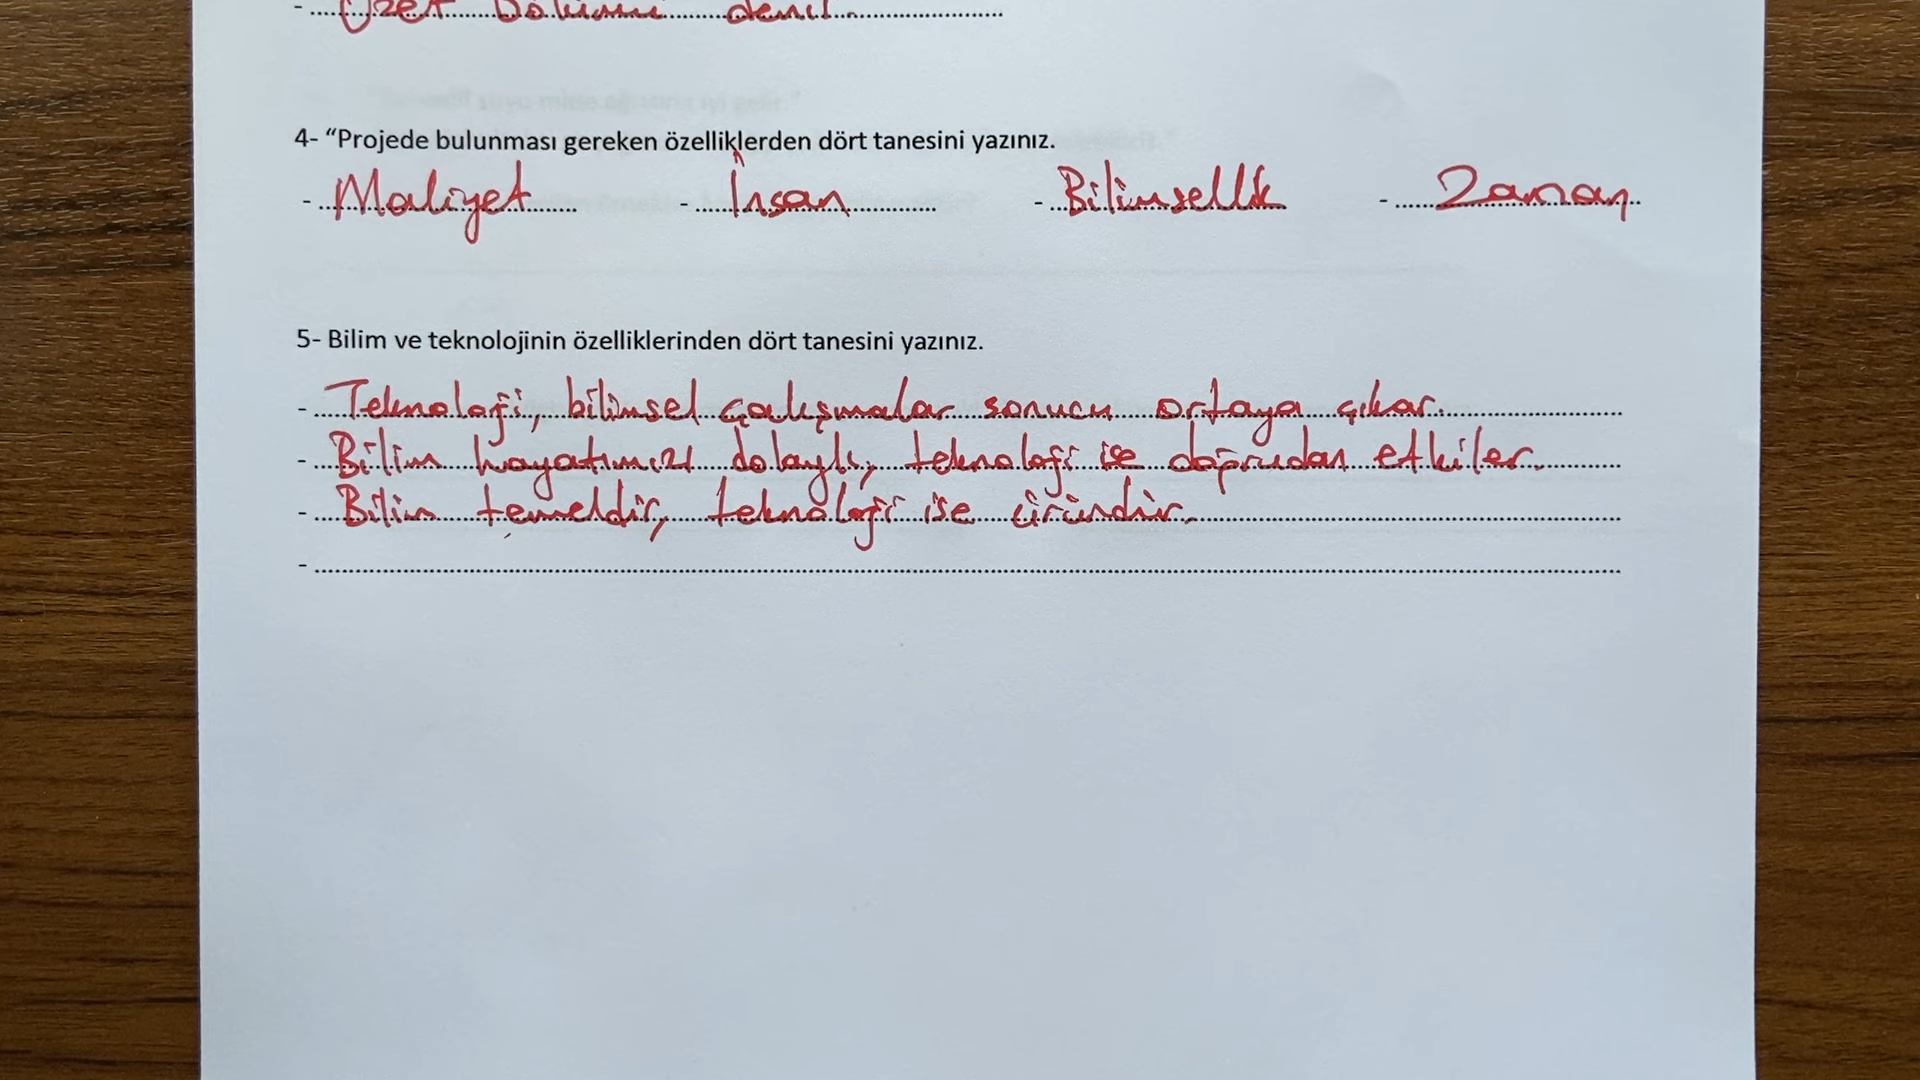 - Özet bölümü denir.
4- “Projede bulunması gereken özelliklerden dört tanesini yazınız.
- Maliyet - İnsan - Bilimsellik - Zaman
5- Bilim ve teknolojinin özelliklerinden dört tanesini yazınız.
- Teknoloji, bilimsel çalışmalar sonucu ortaya çıkar.
- Bilim hayatımızı dolaylı, teknoloji ise doğrudan etkiler.
- Bilim temeldir, teknoloji ise üründür.
-